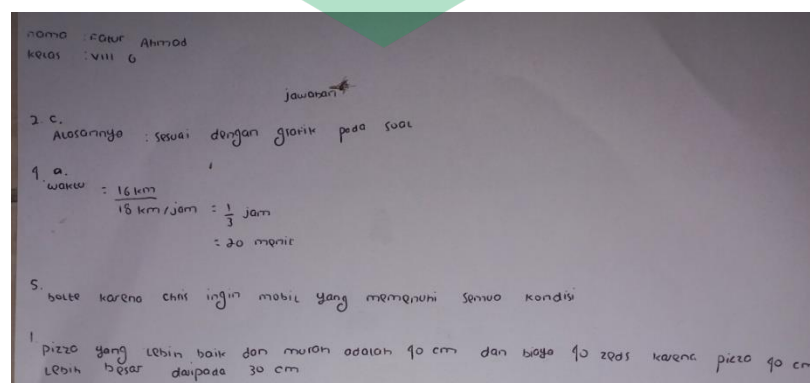 nama : Catur Ahmad
kelas : VIII G
jawaban
2 c.
Alasannya : sesuai dengan grafik pada soal
4. a.
waktu = 16 km
18 km/jam = 1/3 jam
= 20 menit
5.
bolte karena chris ingin mobil yang memenuhi semua kondisi
1
pizza yang lebih baik dan murah adalah 40 cm dan biaya 40 zeds karena pizza 40 cm
lebih besar daripada 30 cm